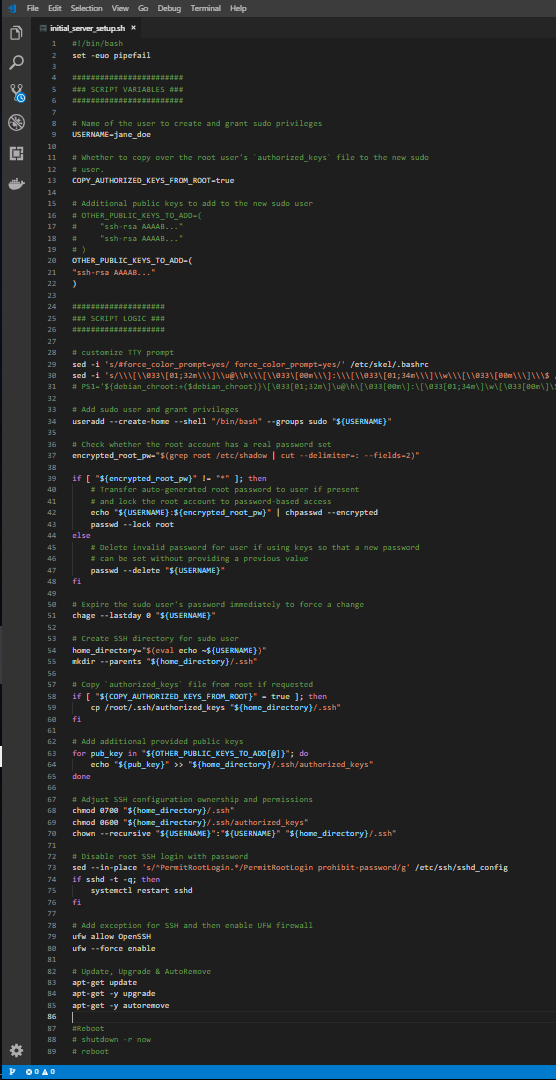 File Edit Selection View Go Debug Terminal Help
initial_server_setup.sh ×
1 #!/bin/bash
2 set -euo pipefail
3
4 ########################
5 ### SCRIPT VARIABLES ###
6 ########################
7
8 # Name of the user to create and grant sudo privileges
9 USERNAME=jane_doe
10
11 # Whether to copy over the root user's `authorized_keys` file to the new sudo
12 # user.
13 COPY_AUTHORIZED_KEYS_FROM_ROOT=true
14
15 # Additional public keys to add to the new sudo user
16 # OTHER_PUBLIC_KEYS_TO_ADD=(
17 #     "ssh-rsa AAAAB..."
18 #     "ssh-rsa AAAAB..."
19 # )
20 OTHER_PUBLIC_KEYS_TO_ADD=(
21 "ssh-rsa AAAAB..."
22 )
23
24 ####################
25 ### SCRIPT LOGIC ###
26 ####################
27
28 # customize TTY prompt
29 sed -i 's/#force_color_prompt=yes/ force_color_prompt=yes/' /etc/skel/.bashrc
30 sed -i 's/\\\[\\033\[01;32m\\\]\\u@\\h\\\[\\033\[00m\\\]:\\\[\\033\[01;34m\\\]\\w\\\[\\033\[00m\\\]\\\$
31 # PS1='${debian_chroot:+($debian_chroot)}\[\033[01;32m\]\u@\h\[\033[00m\]:\[\033[01;34m\]\w\[\033[00m\]\
32
33 # Add sudo user and grant privileges
34 useradd --create-home --shell "/bin/bash" --groups sudo "${USERNAME}"
35
36 # Check whether the root account has a real password set
37 encrypted_root_pw="$(grep root /etc/shadow | cut --delimiter=: --fields=2)"
38
39 if [ "${encrypted_root_pw}" != "*" ]; then
40     # Transfer auto-generated root password to user if present
41     # and lock the root account to password-based access
42     echo "${USERNAME}:${encrypted_root_pw}" | chpasswd --encrypted
43     passwd --lock root
44 else
45     # Delete invalid password for user if using keys so that a new password
46     # can be set without providing a previous value
47     passwd --delete "${USERNAME}"
48 fi
49
50 # Expire the sudo user's password immediately to force a change
51 chage --lastday 0 "${USERNAME}"
52
53 # Create SSH directory for sudo user
54 home_directory="$(eval echo ~${USERNAME})"
55 mkdir --parents "${home_directory}/.ssh"
56
57 # Copy `authorized_keys` file from root if requested
58 if [ "${COPY_AUTHORIZED_KEYS_FROM_ROOT}" = true ]; then
59     cp /root/.ssh/authorized_keys "${home_directory}/.ssh"
60 fi
61
62 # Add additional provided public keys
63 for pub_key in "${OTHER_PUBLIC_KEYS_TO_ADD[@]}"; do
64     echo "${pub_key}" >> "${home_directory}/.ssh/authorized_keys"
65 done
66
67 # Adjust SSH configuration ownership and permissions
68 chmod 0700 "${home_directory}/.ssh"
69 chmod 0600 "${home_directory}/.ssh/authorized_keys"
70 chown --recursive "${USERNAME}":"${USERNAME}" "${home_directory}/.ssh"
71
72 # Disable root SSH login with password
73 sed --in-place 's/^PermitRootLogin.*/PermitRootLogin prohibit-password/g' /etc/ssh/sshd_config
74 if sshd -t -q; then
75     systemctl restart sshd
76 fi
77
78 # Add exception for SSH and then enable UFW firewall
79 ufw allow OpenSSH
80 ufw --force enable
81
82 # Update, Upgrade & AutoRemove
83 apt-get update
84 apt-get -y upgrade
85 apt-get -y autoremove
86
87 #Reboot
88 # shutdown -r now
89 # reboot
0 0